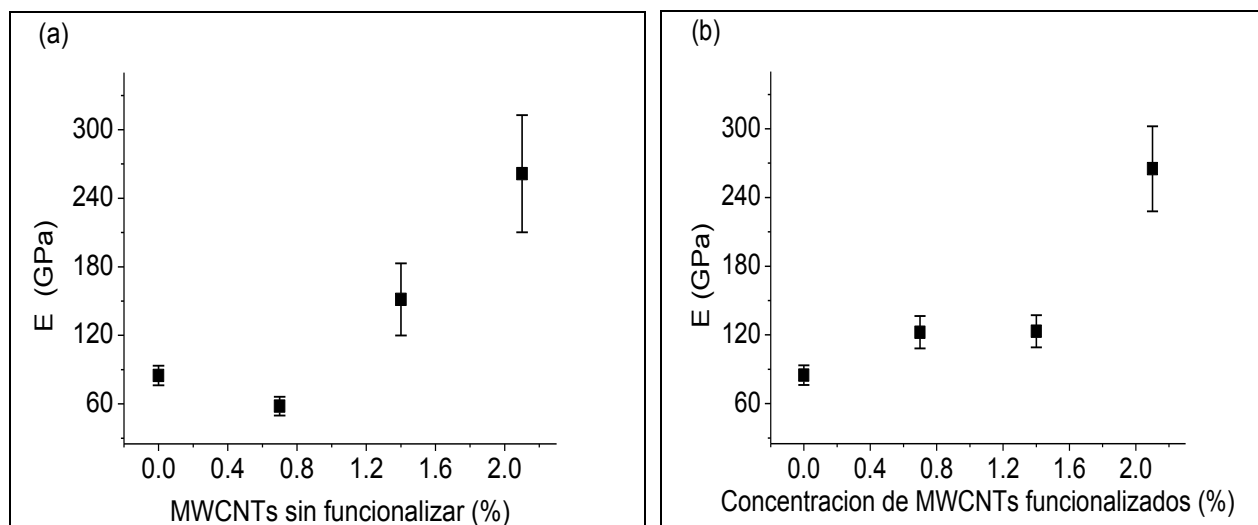 (a)
E (GPa)
300
240
180
120
60
0.0 0.4 0.8 1.2 1.6 2.0
MWCNTs sin funcionalizar (%)
(b)
E (GPa)
300
240
180
120
60
0.0 0.4 0.8 1.2 1.6 2.0
Concentracion de MWCNTs funcionalizados (%)